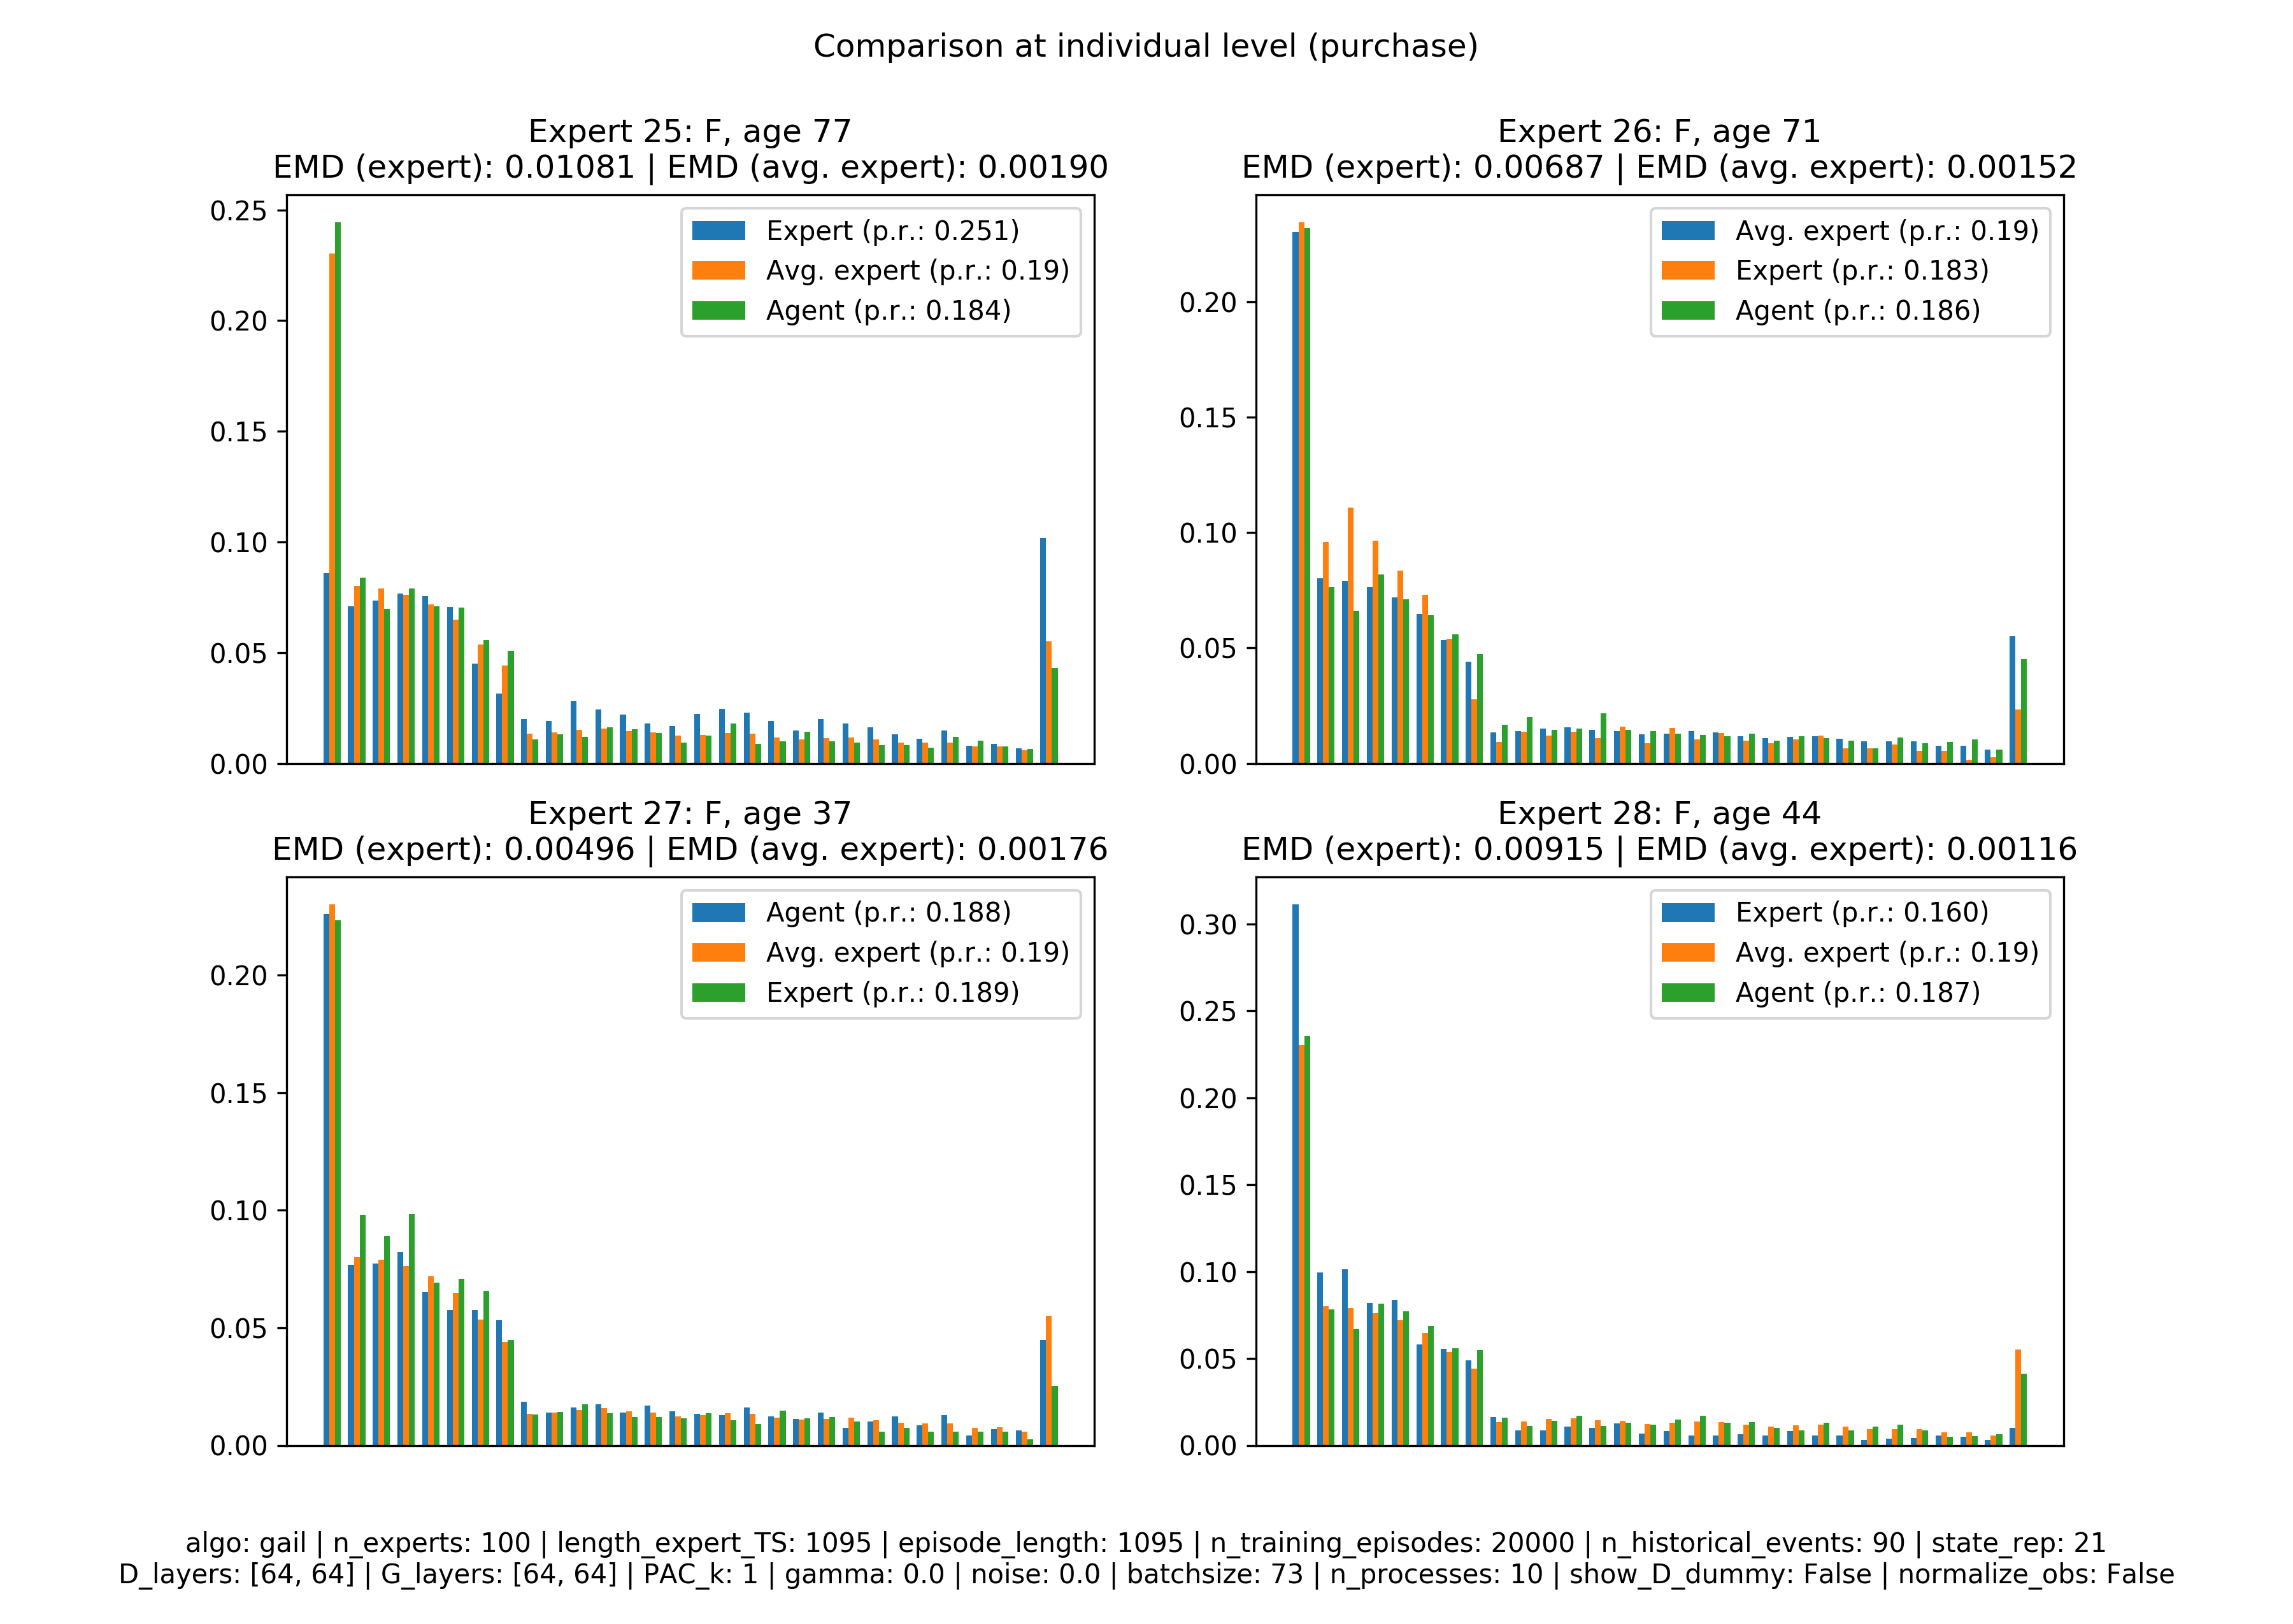 Comparison at individual level (purchase)
Expert 25: F, age 77
EMD (expert): 0.01081 | EMD (avg. expert): 0.00190
0.25
0.20
0.15
0.10
0.05
0.00
Expert (p.r.: 0.251)
Avg. expert (p.r.: 0.19)
Agent (p.r.: 0.184)
Expert 26: F, age 71
EMD (expert): 0.00687 | EMD (avg. expert): 0.00152
0.20
0.15
0.10
0.05
0.00
Avg. expert (p.r.: 0.19)
Expert (p.r.: 0.183)
Agent (p.r.: 0.186)
Expert 27: F, age 37
EMD (expert): 0.00496 | EMD (avg. expert): 0.00176
0.20
0.15
0.10
0.05
0.00
Agent (p.r.: 0.188)
Avg. expert (p.r.: 0.19)
Expert (p.r.: 0.189)
Expert 28: F, age 44
EMD (expert): 0.00915 | EMD (avg. expert): 0.00116
0.30
0.25
0.20
0.15
0.10
0.05
0.00
Expert (p.r.: 0.160)
Avg. expert (p.r.: 0.19)
Agent (p.r.: 0.187)
algo: gail | n_experts: 100 | length_expert_TS: 1095 | episode_length: 1095 | n_training_episodes: 20000 | n_historical_events: 90 | state_rep: 21
D_layers: [64, 64] | G_layers: [64, 64] | PAC_k: 1 | gamma: 0.0 | noise: 0.0 | batchsize: 73 | n_processes: 10 | show_D_dummy: False | normalize_obs: False